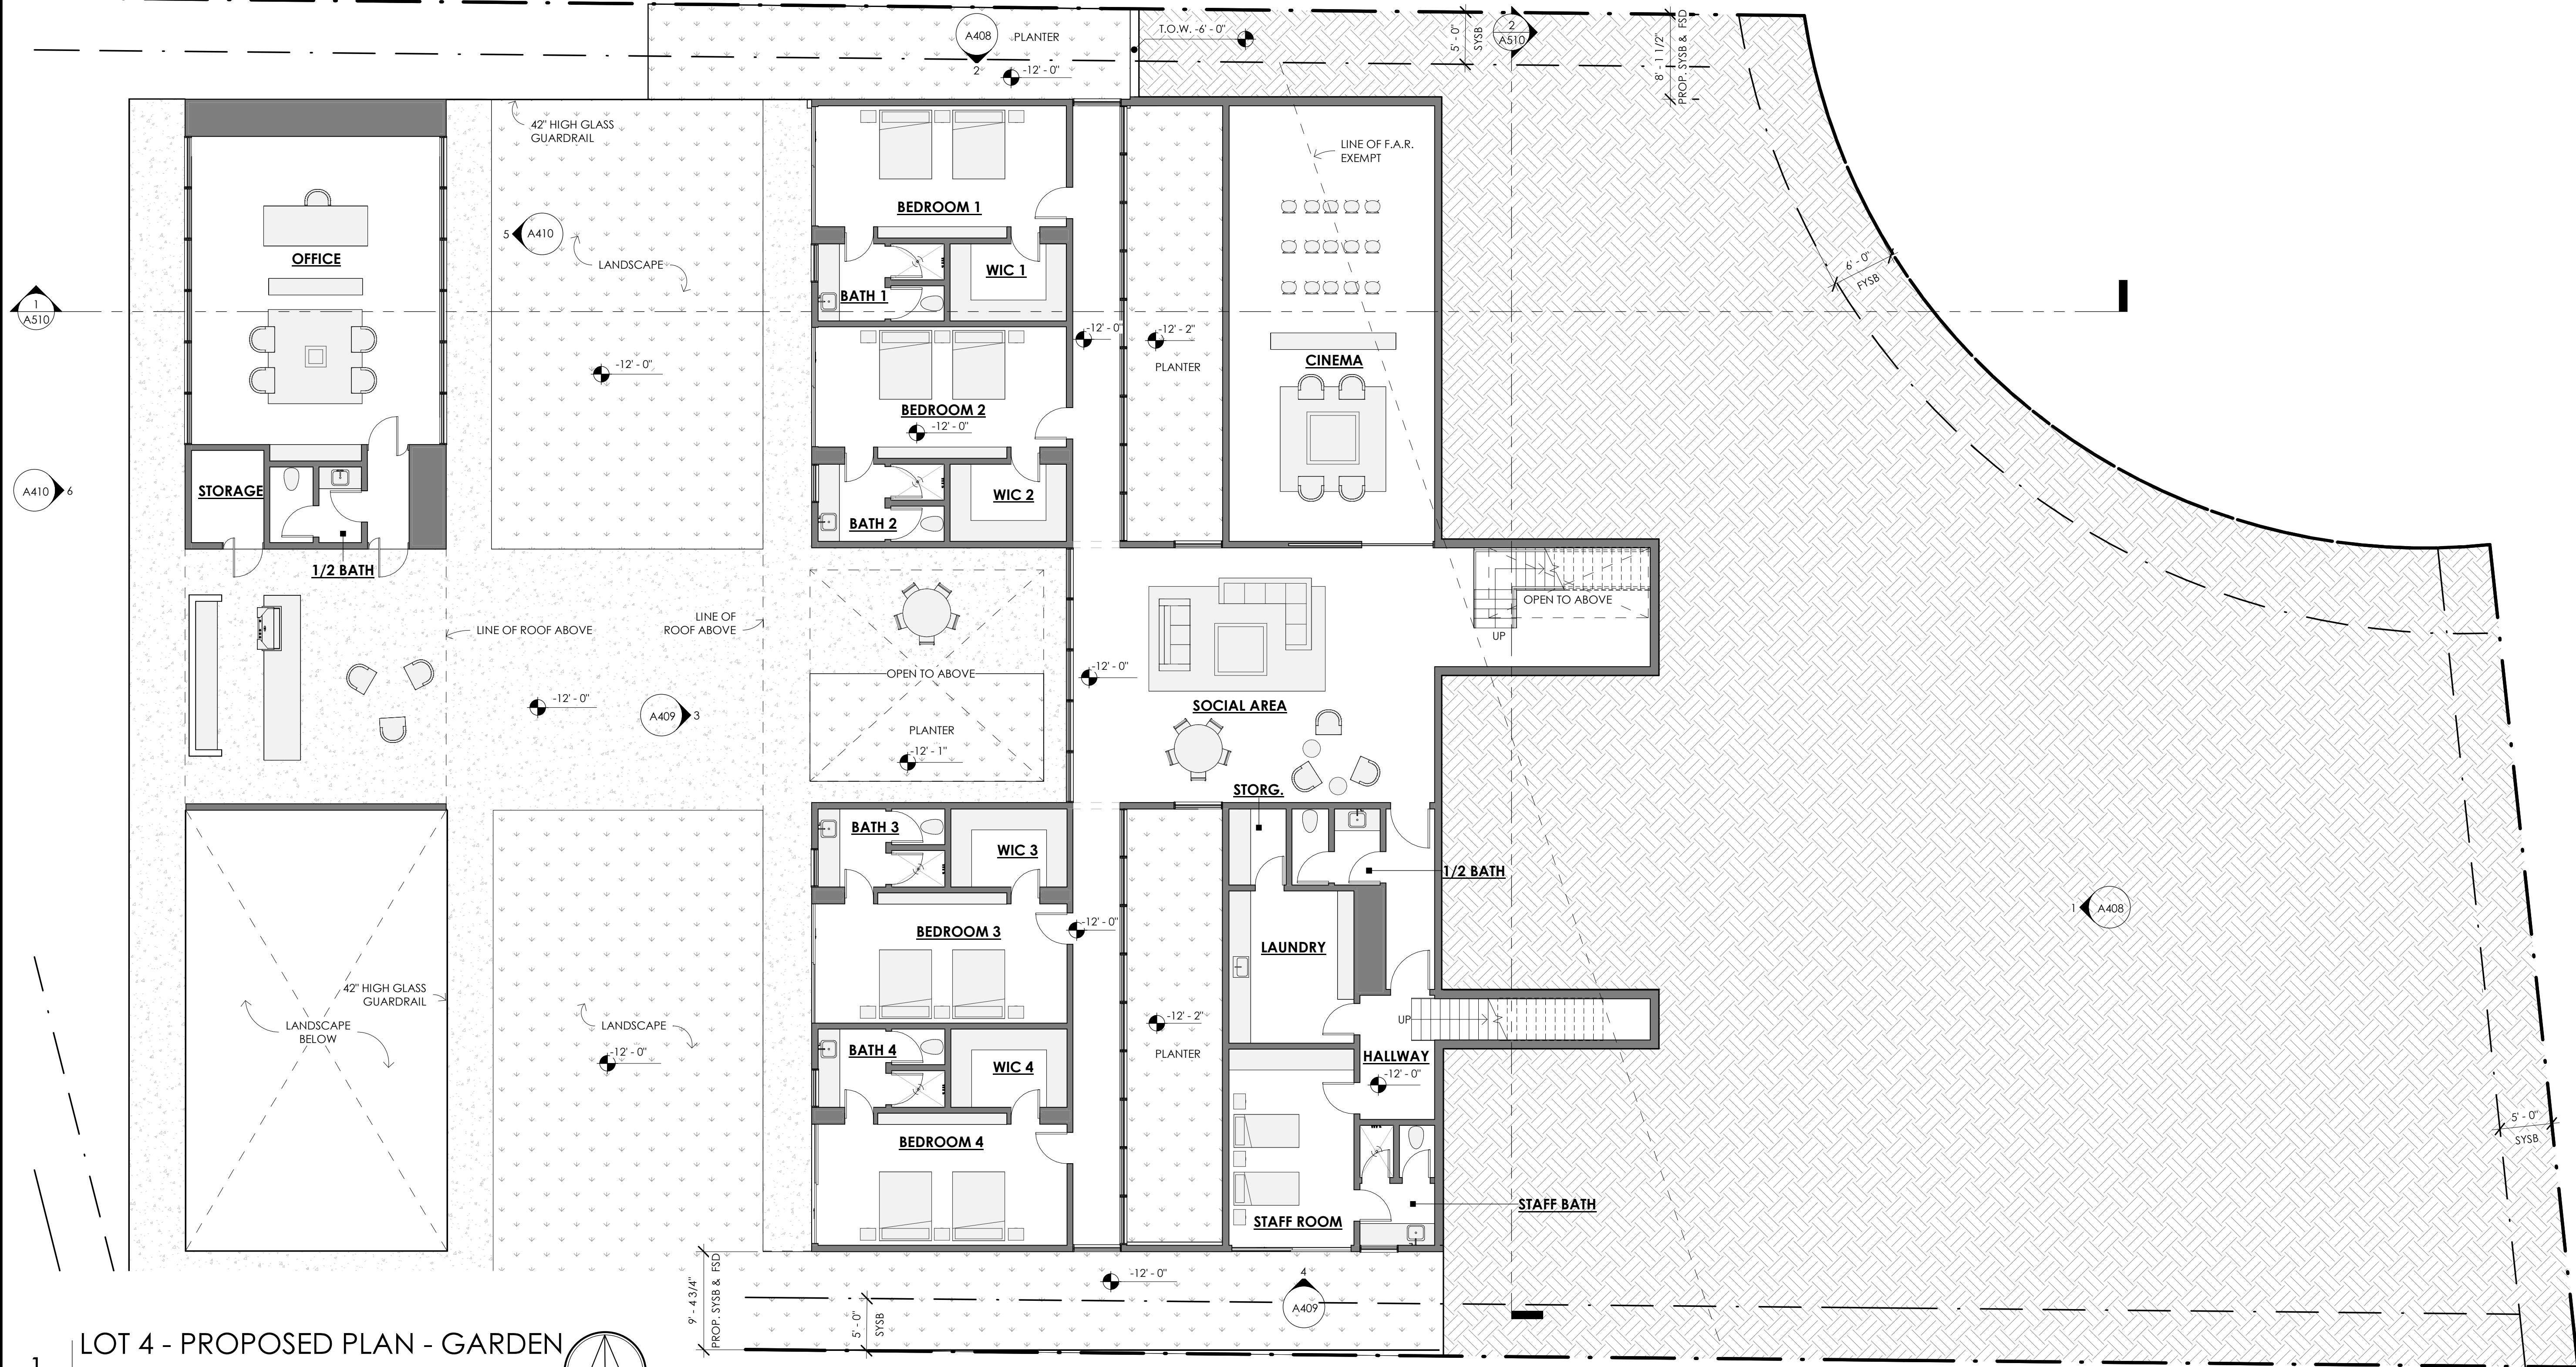 A408
2
PLANTER
-12' - 0"
T.O.W. -6' - 0"
5' - 0"
SYSB
2
A510
8' - 1 1/2"
PROP. SYSB & FSD
42" HIGH GLASS
GUARDRAIL
LINE OF F.A.R.
EXEMPT
BEDROOM 1
5
A410
OFFICE
LANDSCAPE
WIC 1
BATH 1
6' - 0"
FYSB
1
A510
-12' - 0"
-12' - 2"
PLANTER
CINEMA
-12' - 0"
BEDROOM 2
-12' - 0"
A410
6
STORAGE
WIC 2
BATH 2
1/2 BATH
OPEN TO ABOVE
UP
LINE OF ROOF ABOVE
LINE OF
ROOF ABOVE
OPEN TO ABOVE
-12' - 0"
-12' - 0"
A409
3
SOCIAL AREA
PLANTER
-12' - 1"
STORG.
BATH 3
WIC 3
1/2 BATH
1
A408
-12' - 0"
BEDROOM 3
LAUNDRY
42" HIGH GLASS
GUARDRAIL
LANDSCAPE
BELOW
LANDSCAPE
-12' - 0"
-12' - 2"
PLANTER
UP
BATH 4
WIC 4
HALLWAY
-12' - 0"
5' - 0"
SYSB
BEDROOM 4
STAFF ROOM
STAFF BATH
9' - 4 3/4"
PROP. SYSB & FSD
5' - 0"
SYSB
-12' - 0"
4
A409
1
LOT 4 - PROPOSED PLAN - GARDEN